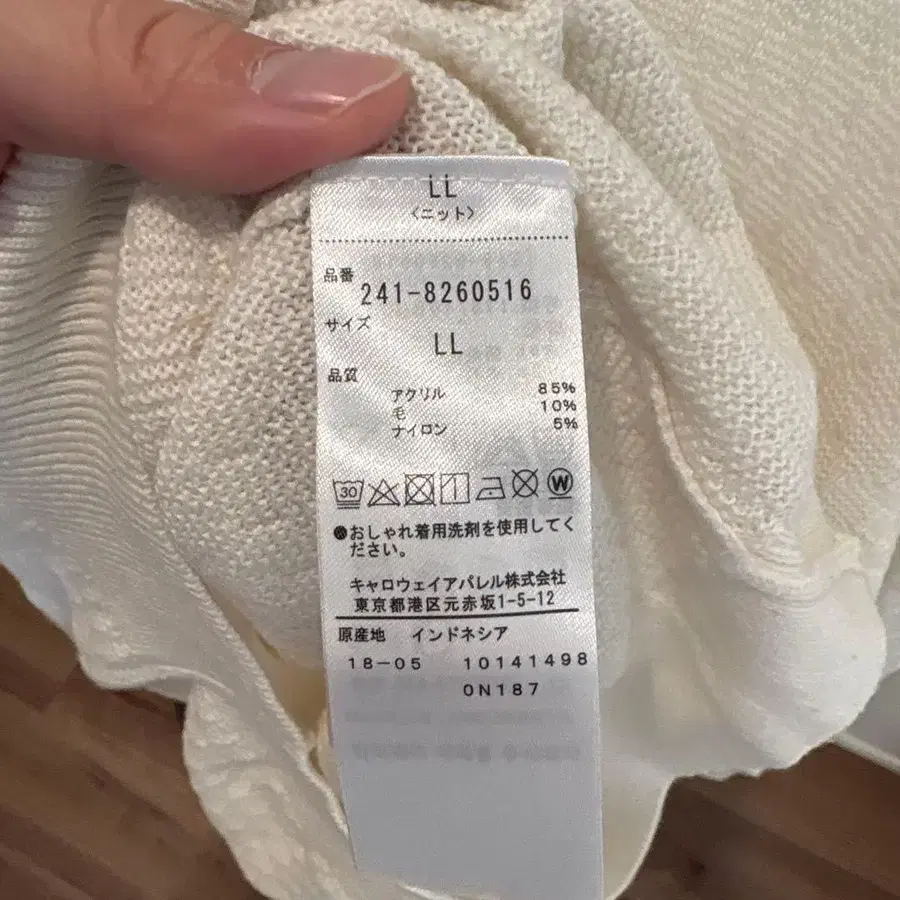 LL
〈ニット〉
品番
241-8260516
サイズ
LL
品質
アクリル 85%
毛 10%
ナイロン 5%
30
W
●おしゃれ着用洗剤を使用してく
ださい。
キャロウェイアパレル株式会社
東京都港区元赤坂1-5-12
原産地 インドネシア
18-05 10141498
0N187